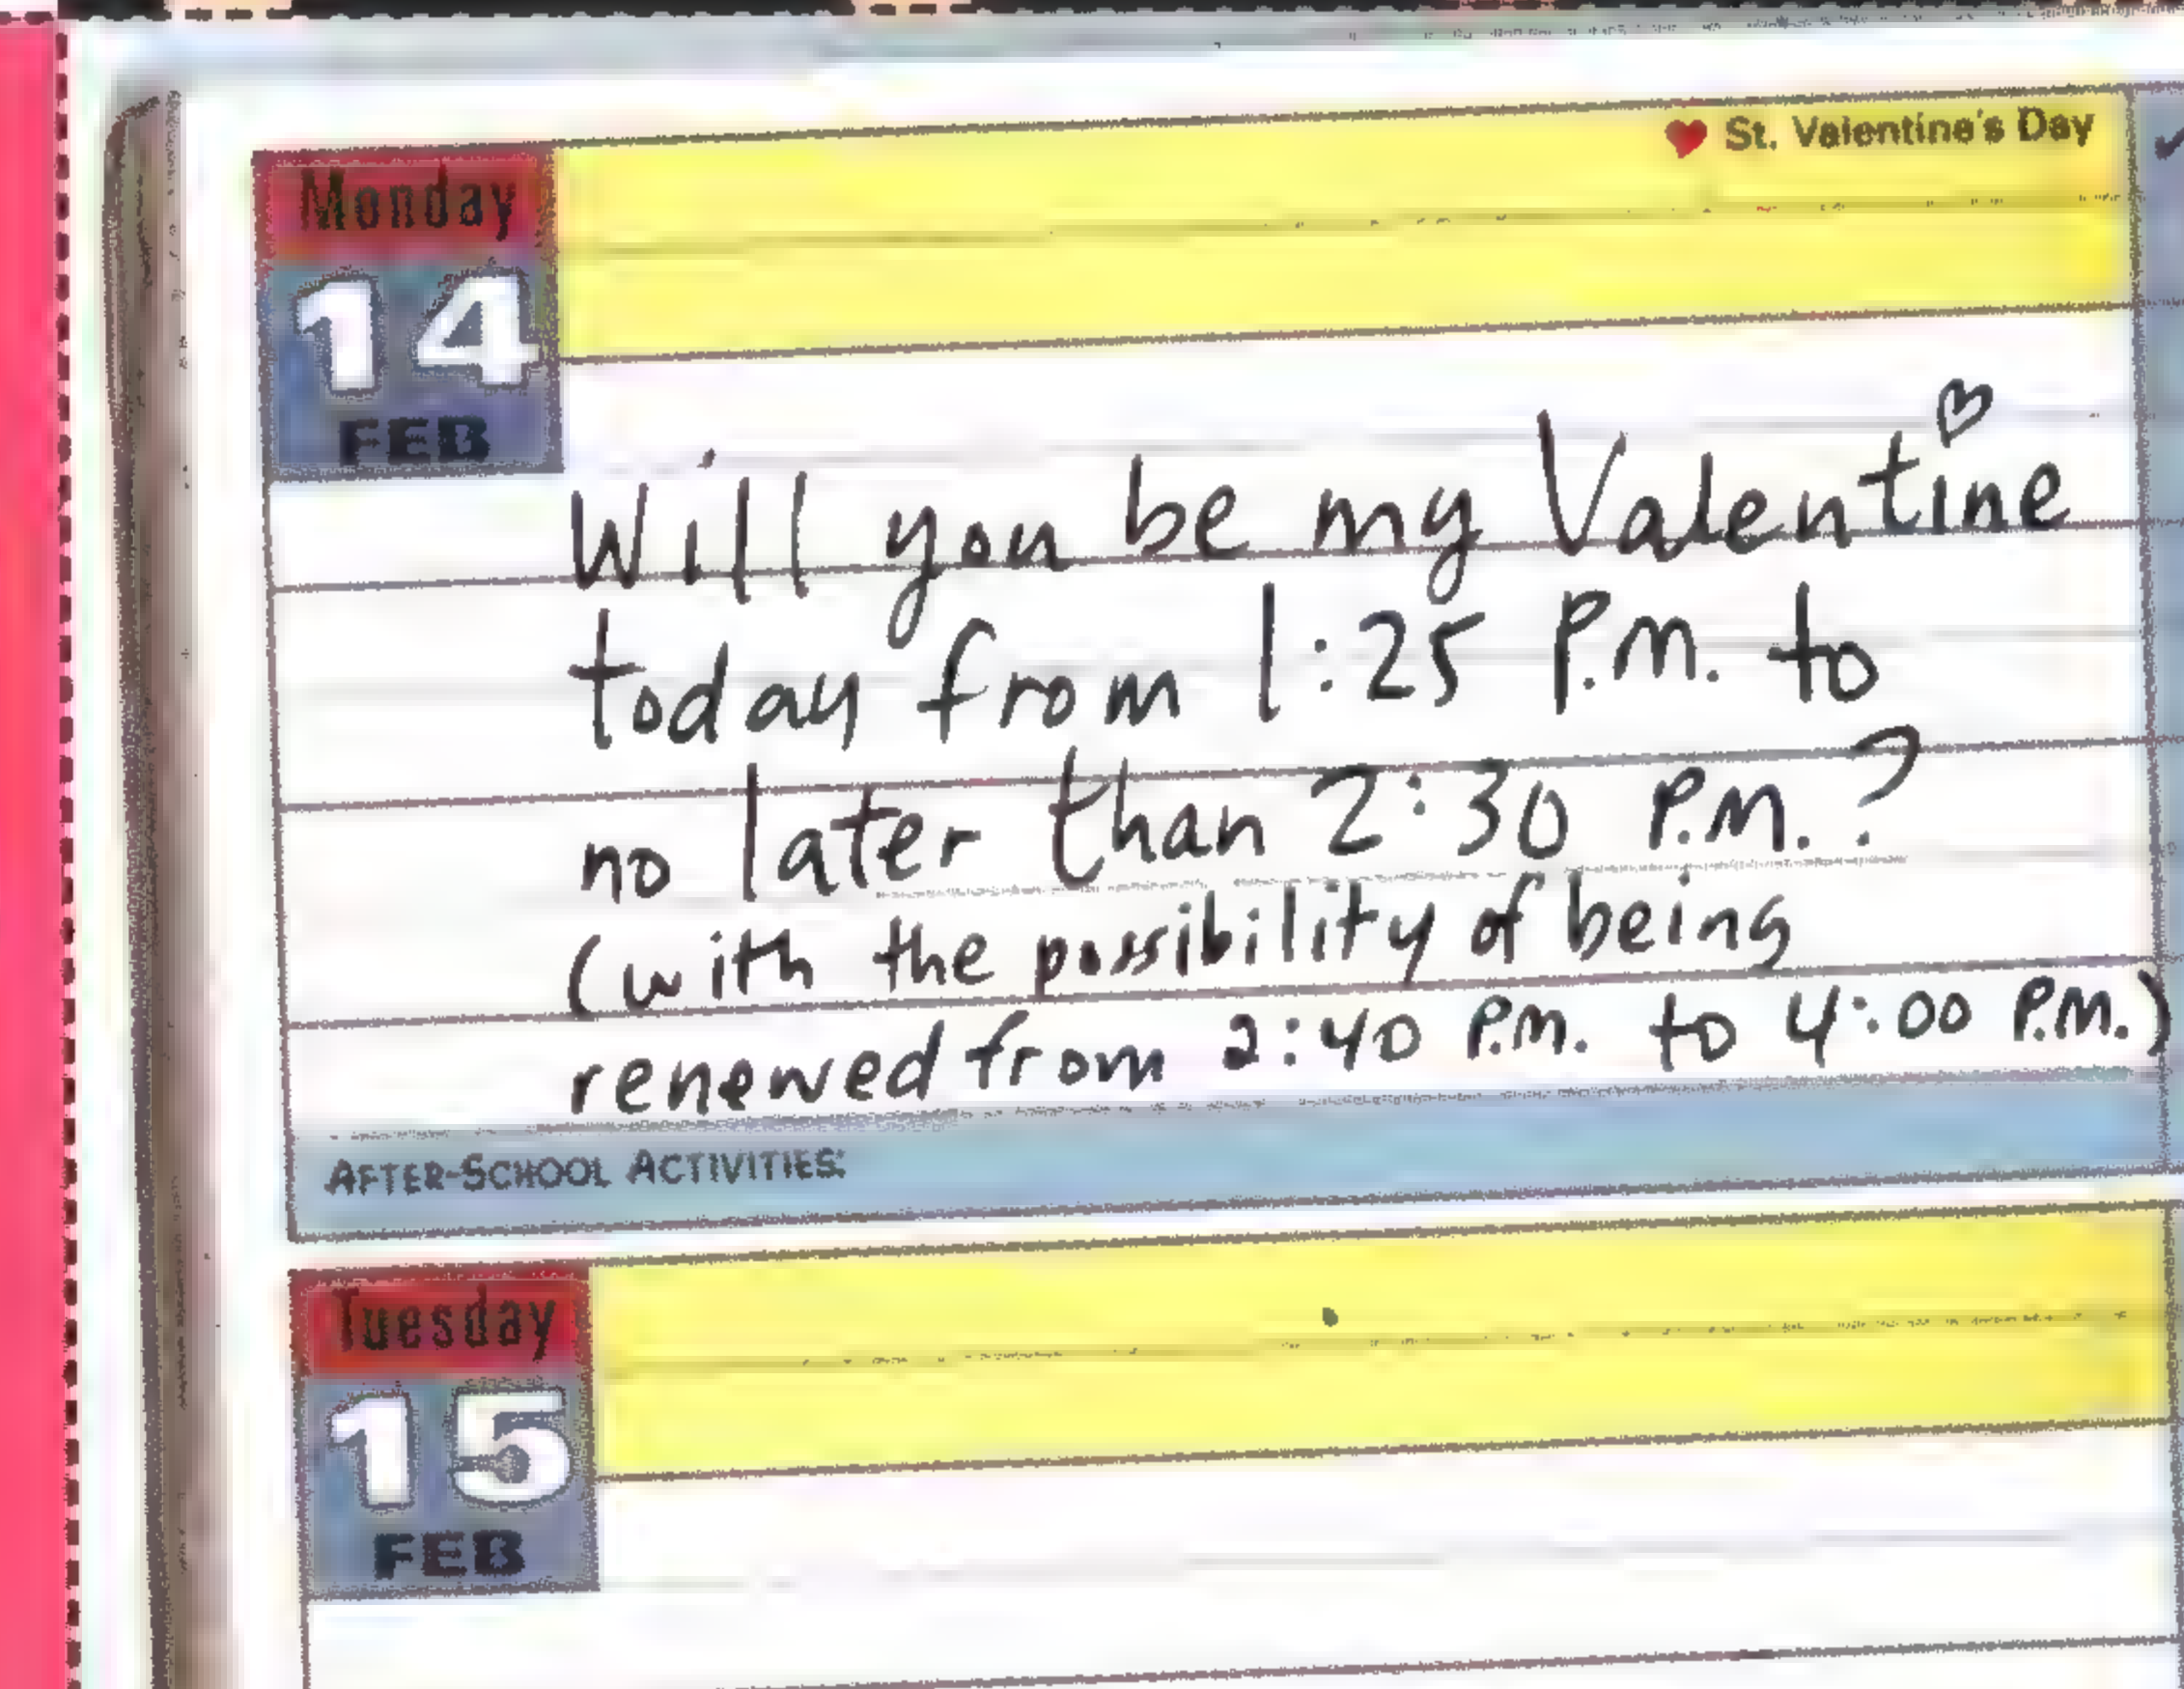 ♥ St. Valentine's Day
Monday
14
FEB
Will you be my Valentine
today from 1:25 P.M. to
no later than 2:30 P.M.?
(with the possibility of being
renewed from 2:40 P.M. to 4:00 P.M.)
AFTER-SCHOOL ACTIVITIES:
Tuesday
15
FEB